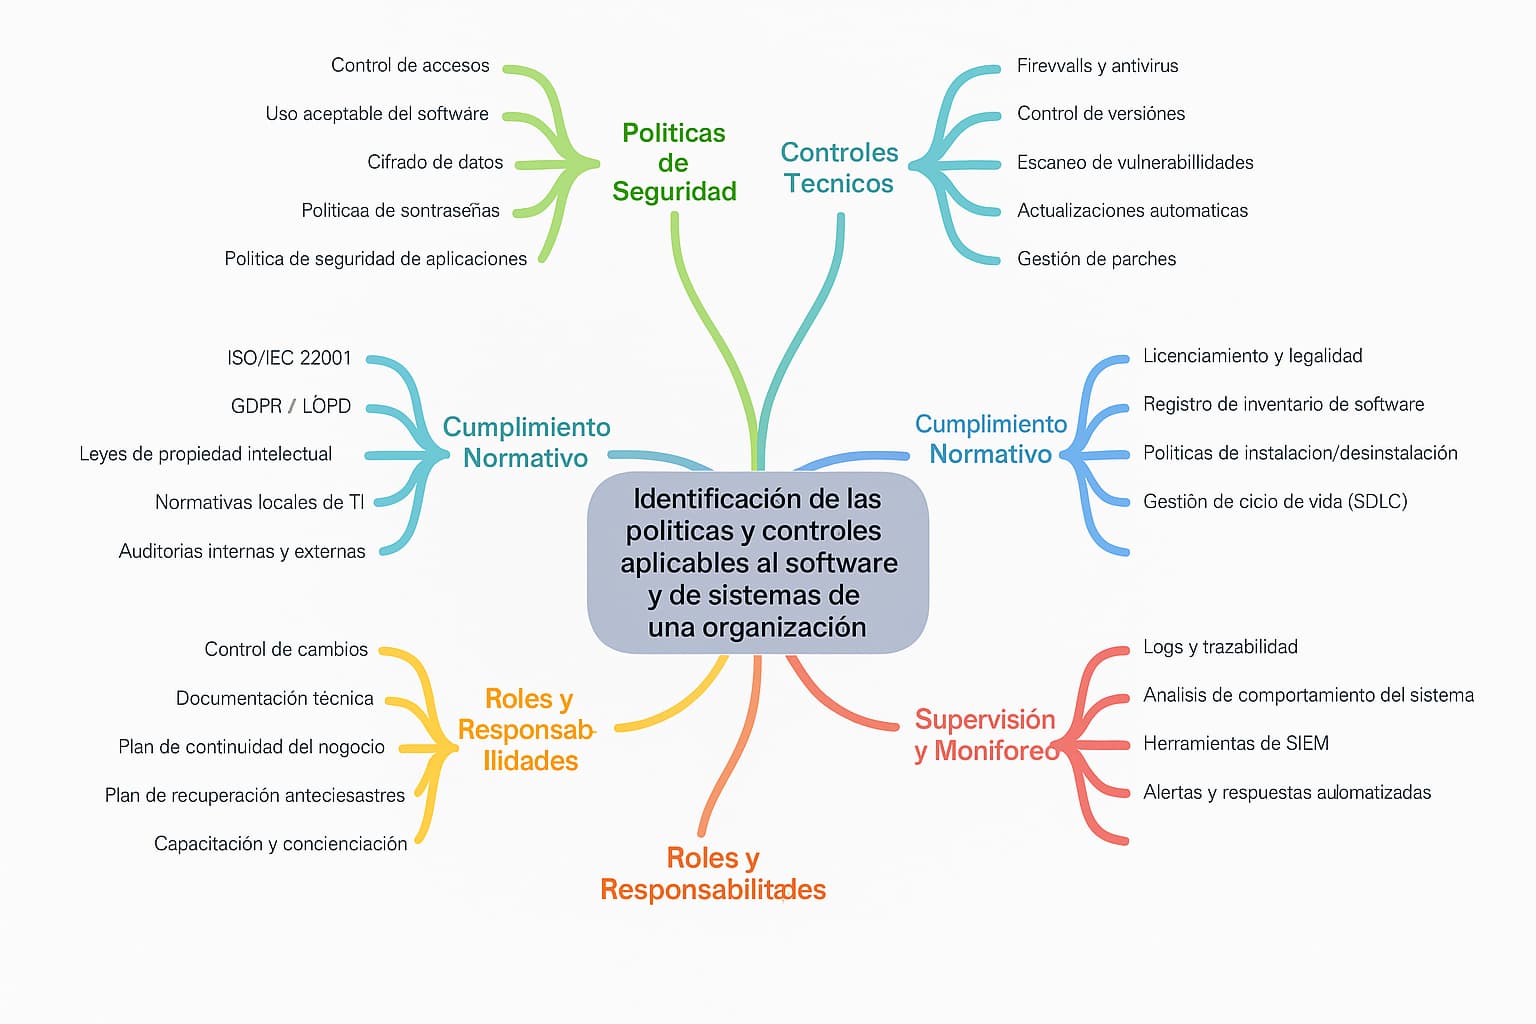 Control de accesos
Uso aceptable del software
Cifrado de datos
Politicaa de sontraseñas
Politica de seguridad de aplicaciones
Politicas
de
Seguridad
Controles
Tecnicos
Firevvalls y antivirus
Control de versiónes
Escaneo de vulnerabillidades
Actualizaciones automaticas
Gestión de parches
ISO/IEC 22001
GDPR / LOPD
Leyes de propiedad intelectual
Normativas locales de TI
Auditorias internas y externas
Cumplimiento
Normativo
Cumplimiento
Normativo
Licenciamiento y legalidad
Registro de inventario de software
Politicas de instalacion/desinstalación
Gestiôn de cicio de vida (SDLC)
Identificación de las
politicas y controles
aplicables al software
y de sistemas de
una organización
Control de cambios
Documentación técnica
Plan de continuidad del nogocio
Plan de recuperación anteciesastres
Capacitación y concienciación
Roles y
Responsab-
llidades
Roles y
Responsabilitades
Supervisión
y Moniforeo
Logs y trazabilidad
Analisis de comportamiento del sistema
Herramientas de SIEM
Alertas y respuestas aulomatizadas